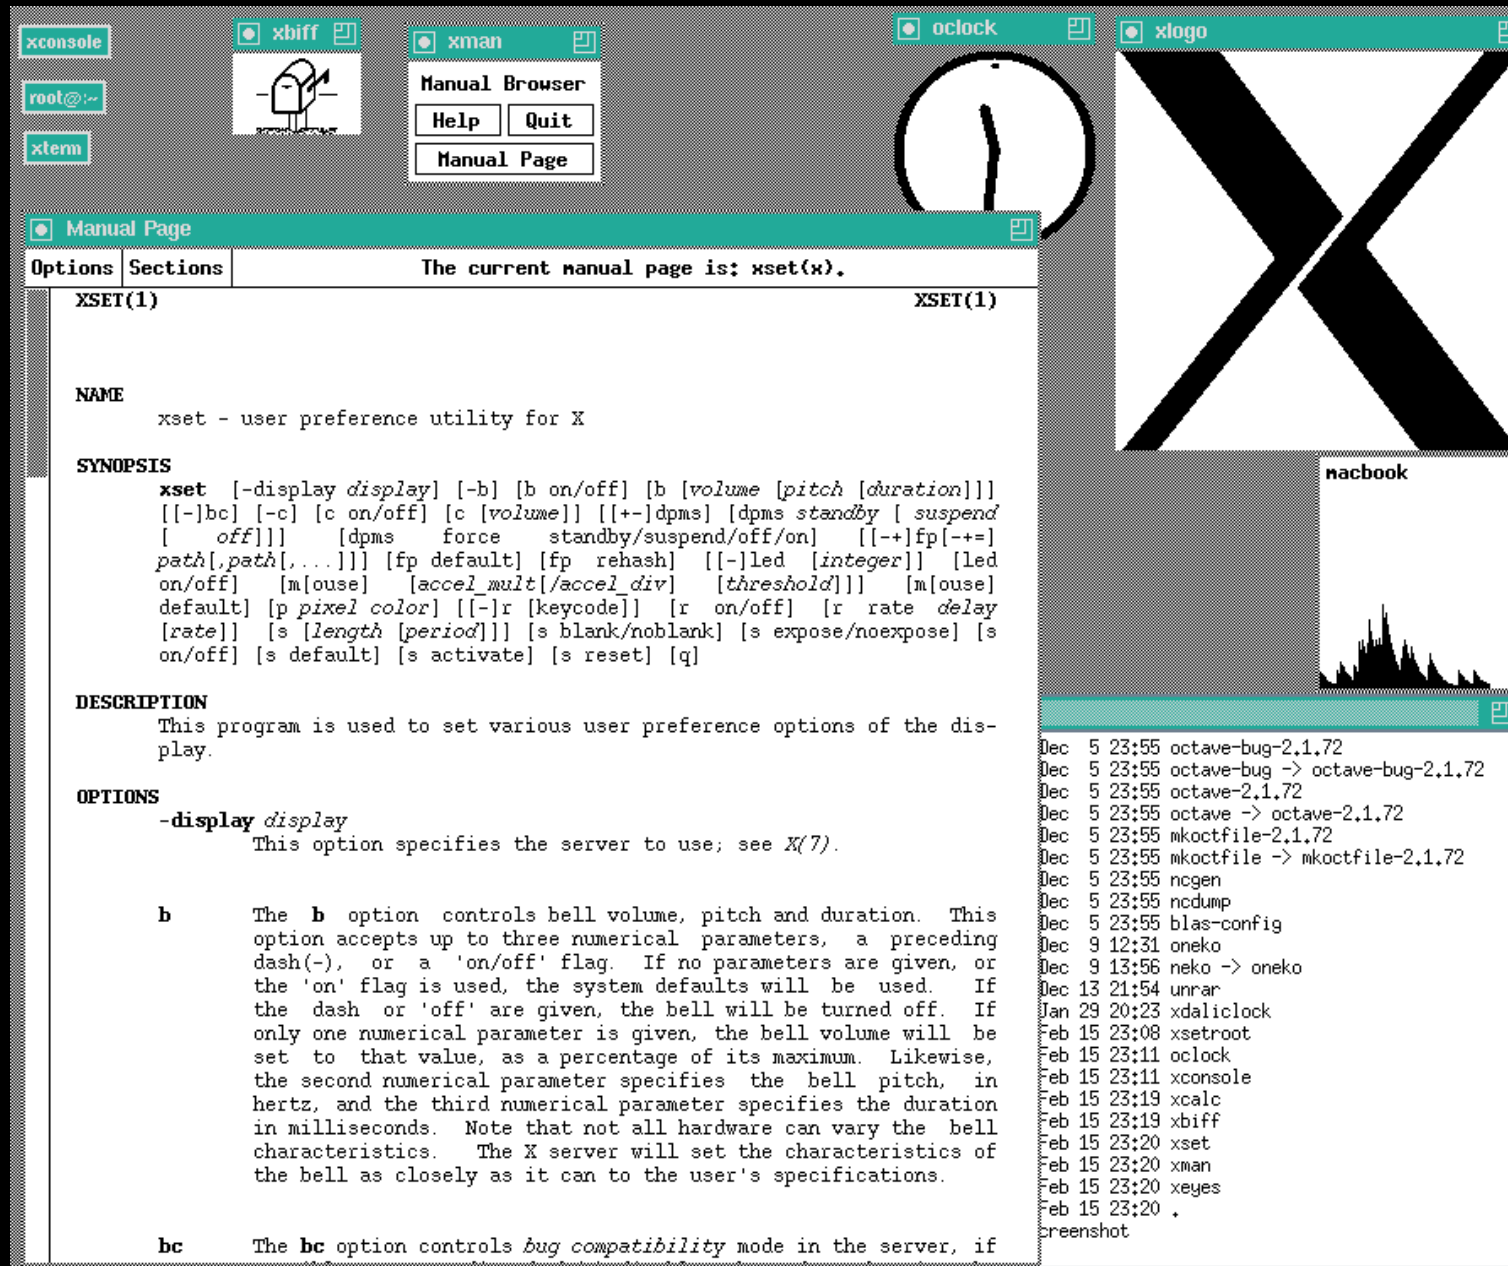 xconsole
root@:~
xterm
xbiff
xman
Manual Browser
Help Quit
Manual Page
oclock
xlogo
Manual Page
Options Sections The current manual page is: xset(x).
XSET(1) XSET(1)
NAME
xset - user preference utility for X
SYNOPSIS
xset [-display display] [-b] [b on/off] [b [volume [pitch [duration]]]
[[-]bc] [-c] [c on/off] [c [volume]] [[+-]dpms] [dpms standby [ suspend
[ off]]] [dpms force standby/suspend/off/on] [[-+]fp[-+=]
path[,path[,...]]] [fp default] [fp rehash] [[-]led [integer]] [led
on/off] [m[ouse] [accel_mult[/accel_div] [threshold]]] [m[ouse]
default] [p pixel color] [[-]r [keycode]] [r on/off] [r rate delay
[rate]] [s [length [period]]] [s blank/noblank] [s expose/noexpose] [s
on/off] [s default] [s activate] [s reset] [q]
DESCRIPTION
This program is used to set various user preference options of the dis-
play.
OPTIONS
-display display
This option specifies the server to use; see X(7).
b The b option controls bell volume, pitch and duration. This
option accepts up to three numerical parameters, a preceding
dash(-), or a 'on/off' flag. If no parameters are given, or
the 'on' flag is used, the system defaults will be used. If
the dash or 'off' are given, the bell will be turned off. If
only one numerical parameter is given, the bell volume will be
set to that value, as a percentage of its maximum. Likewise,
the second numerical parameter specifies the bell pitch, in
hertz, and the third numerical parameter specifies the duration
in milliseconds. Note that not all hardware can vary the bell
characteristics. The X server will set the characteristics of
the bell as closely as it can to the user's specifications.
bc The bc option controls bug compatibility mode in the server, if
macbook
Dec 5 23:55 octave-bug-2.1.72
Dec 5 23:55 octave-bug -> octave-bug-2.1.72
Dec 5 23:55 octave-2.1.72
Dec 5 23:55 octave -> octave-2.1.72
Dec 5 23:55 mkoctfile-2.1.72
Dec 5 23:55 mkoctfile -> mkoctfile-2.1.72
Dec 5 23:55 ncgen
Dec 5 23:55 ncdump
Dec 5 23:55 blas-config
Dec 9 12:31 oneko
Dec 9 13:56 neko -> oneko
Dec 13 21:54 unrar
Jan 29 20:23 xdaliclock
Feb 15 23:08 xsetroot
Feb 15 23:11 oclock
Feb 15 23:11 xconsole
Feb 15 23:19 xcalc
Feb 15 23:19 xbiff
Feb 15 23:20 xset
Feb 15 23:20 xman
Feb 15 23:20 xeyes
Feb 15 23:20 .
creenshot